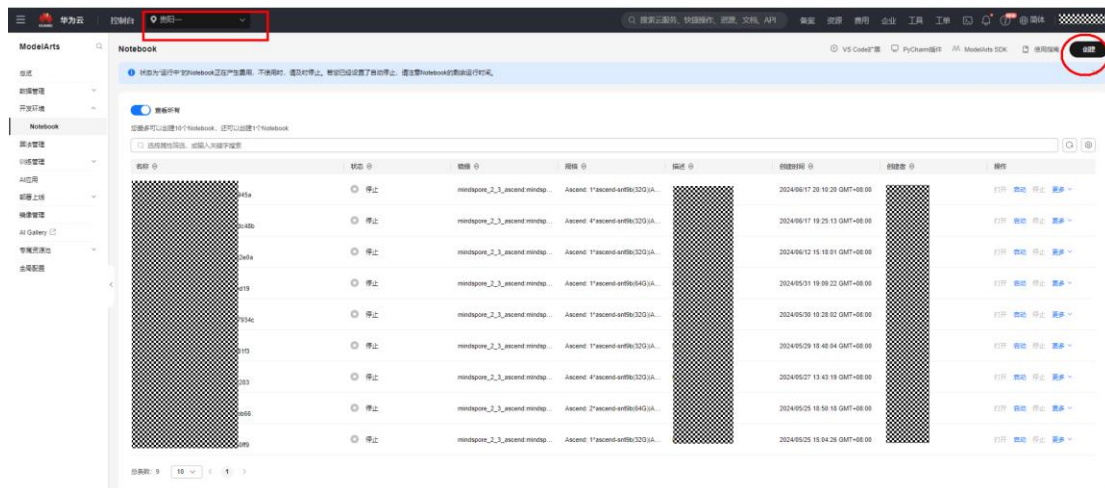 华为云 控制台 贵阳一 搜索云服务、快捷操作、资源、文档、API 备案 资源 费用 企业 工具 工单 简体
ModelArts
Notebook VS Code扩展 PyCharm插件 ModelArts SDK 使用指南 创建
总览
状态为"运行中"的Notebook正在产生费用,不使用时,请及时停止。若您已经设置了自动停止,请注意Notebook的剩余运行时间。
数据管理
开发环境
查看所有
Notebook
您最多可以创建10个Notebook,还可以创建1个Notebook
算法管理
选择属性筛选,或输入关键字搜索
训练管理
名称 状态 镜像 规格 描述 创建时间 创建者 操作
AI应用
945a 停止 mindspore_2_3_ascend:mindsp... Ascend: 1*ascend-snt9b(32G)|A... 2024/06/17 20:10:20 GMT+08:00 打开 启动 停止 更多
部署上线
镜像管理
停止 mindspore_2_3_ascend:mindsp... Ascend: 4*ascend-snt9b(32G)|A... 2024/06/17 19:25:13 GMT+08:00 打开 启动 停止 更多
AI Gallery
专属资源池
停止 mindspore_2_3_ascend:mindsp... Ascend: 1*ascend-snt9b(32G)|A... 2024/06/12 15:18:01 GMT+08:00 打开 启动 停止 更多
全局配置
停止 mindspore_2_3_ascend:mindsp... Ascend: 1*ascend-snt9b(64G)|A... 2024/05/31 19:09:22 GMT+08:00 打开 启动 停止 更多
7934c 停止 mindspore_2_3_ascend:mindsp... Ascend: 1*ascend-snt9b(32G)|A... 2024/05/30 10:28:02 GMT+08:00 打开 启动 停止 更多
停止 mindspore_2_3_ascend:mindsp... Ascend: 1*ascend-snt9b(32G)|A... 2024/05/29 18:48:04 GMT+08:00 打开 启动 停止 更多
停止 mindspore_2_3_ascend:mindsp... Ascend: 1*ascend-snt9b(32G)|A... 2024/05/27 13:43:19 GMT+08:00 打开 启动 停止 更多
停止 mindspore_2_3_ascend:mindsp... Ascend: 2*ascend-snt9b(64G)|A... 2024/05/25 18:50:18 GMT+08:00 打开 启动 停止 更多
停止 mindspore_2_3_ascend:mindsp... Ascend: 1*ascend-snt9b(32G)|A... 2024/05/25 15:04:26 GMT+08:00 打开 启动 停止 更多
总条数: 9 10 1